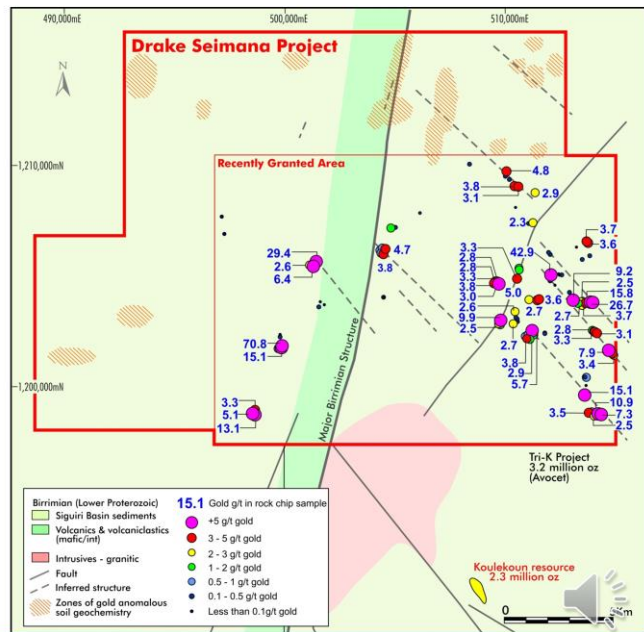 490,000mE
500,000mE
510,000mE
Drake Seimana Project
N
1,210,000mN
Recently Granted Area
4.8
3.8
3.1
2.9
2.3
3.7
3.6
4.7
3.8
29.4
2.6
6.4
3.3
2.8
2.8
3.3
3.8
3.0
42.9
5.0
9.2
2.5
15.8
26.7
3.7
3.6
2.7
2.7
2.6
9.9
2.5
2.7
2.8
3.3
3.1
70.8
15.1
3.8
2.9
5.7
7.9
3.4
1,200,000mN
Major Birrimian Structure
3.3
5.1
13.1
15.1
10.9
7.3
2.5
3.5
Tri-K Project
3.2 million oz
(Avocet)
Birrimian (Lower Proterozoic)
Siguiri Basin sediments
Volcanics & volcaniclastics
(mafic/int)
Intrusives - granitic
Fault
Inferred structure
Zones of gold anomalous
soil geochemistry
15.1 Gold g/t in rock chip sample
+5 g/t gold
3 - 5 g/t gold
2 - 3 g/t gold
1 - 2 g/t gold
0.5 - 1 g/t gold
0.1 - 0.5 g/t gold
Less than 0.1g/t gold
Koulekoun resource
2.3 million oz
0